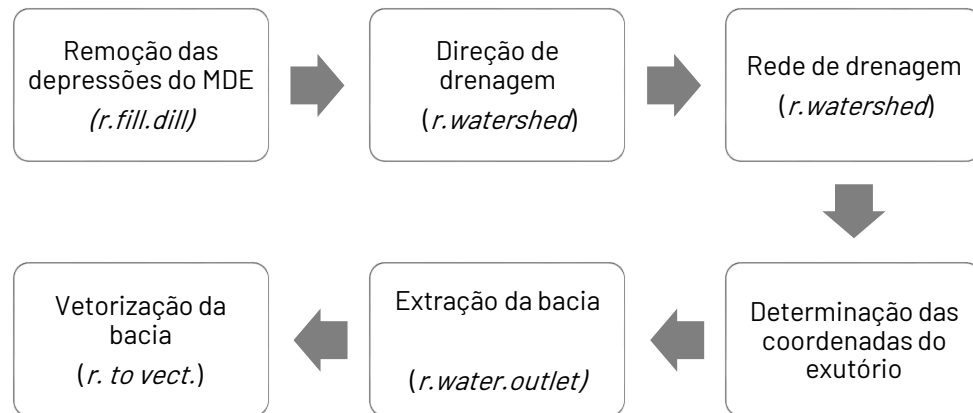 Remoção das
depressões do MDE
(r.fill.dill)
Direção de
drenagem
(r.watershed)
Rede de drenagem
(r.watershed)
Determinação das
coordenadas do
exutório
Extração da bacia
(r.water.outlet)
Vetorização da
bacia
(r. to vect.)